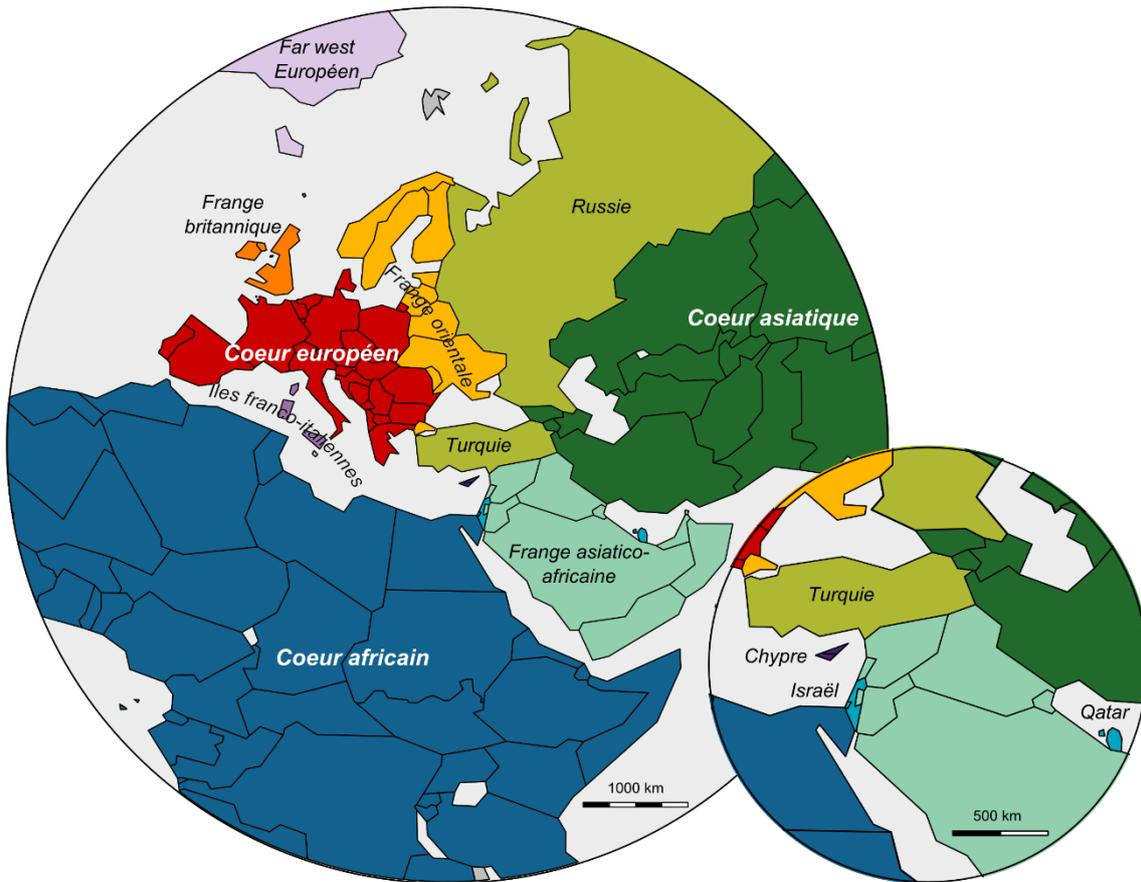 Far west
Européen
Frange
britannique
Russie
Frange orientale
Coeur asiatique
Coeur européen
Iles franco-italiennes
Turquie
Frange asiatico-
africaine
Coeur africain
1000 km
Turquie
Chypre
Israël
Qatar
500 km